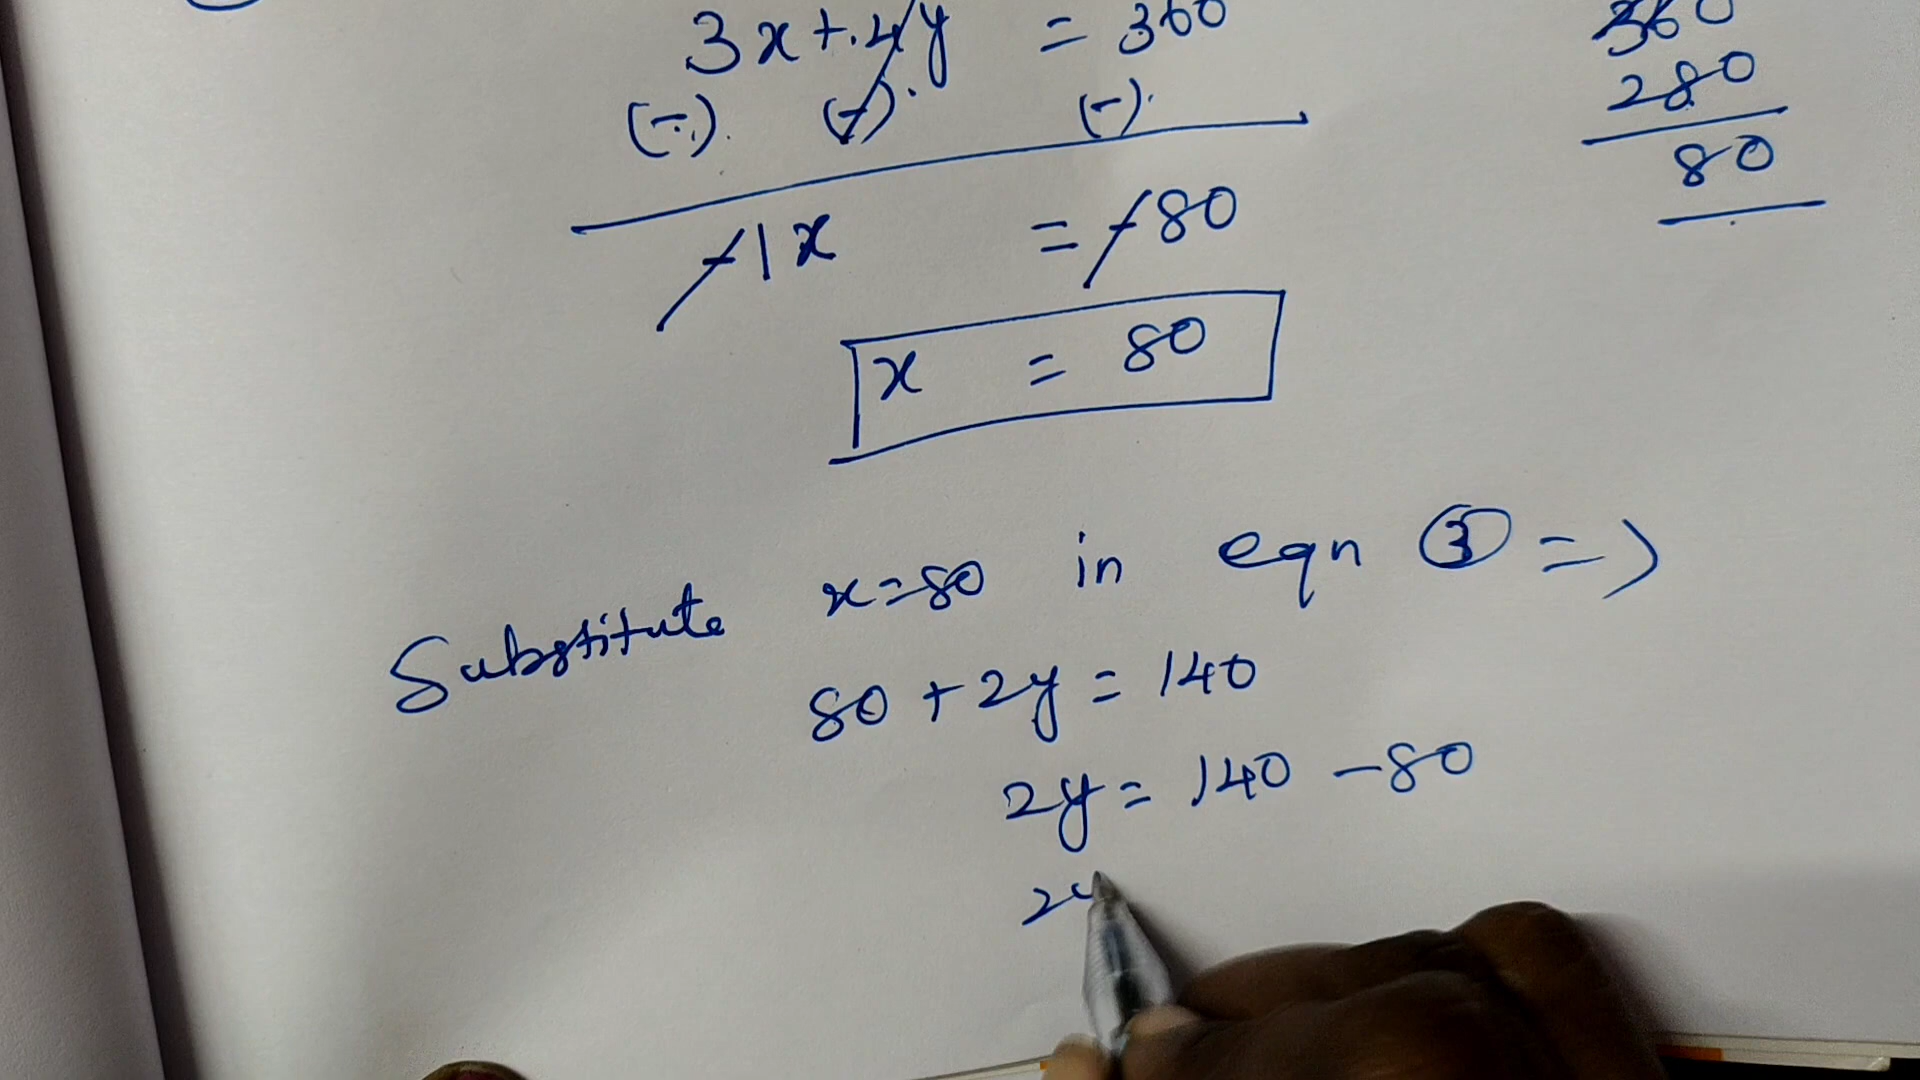 3x + 4y = 360
(-) (-) (-)
-1x = -80
x = 80
360
280
80
Substitute x=80 in eqn ③ =>
80 + 2y = 140
2y = 140 - 80
2y